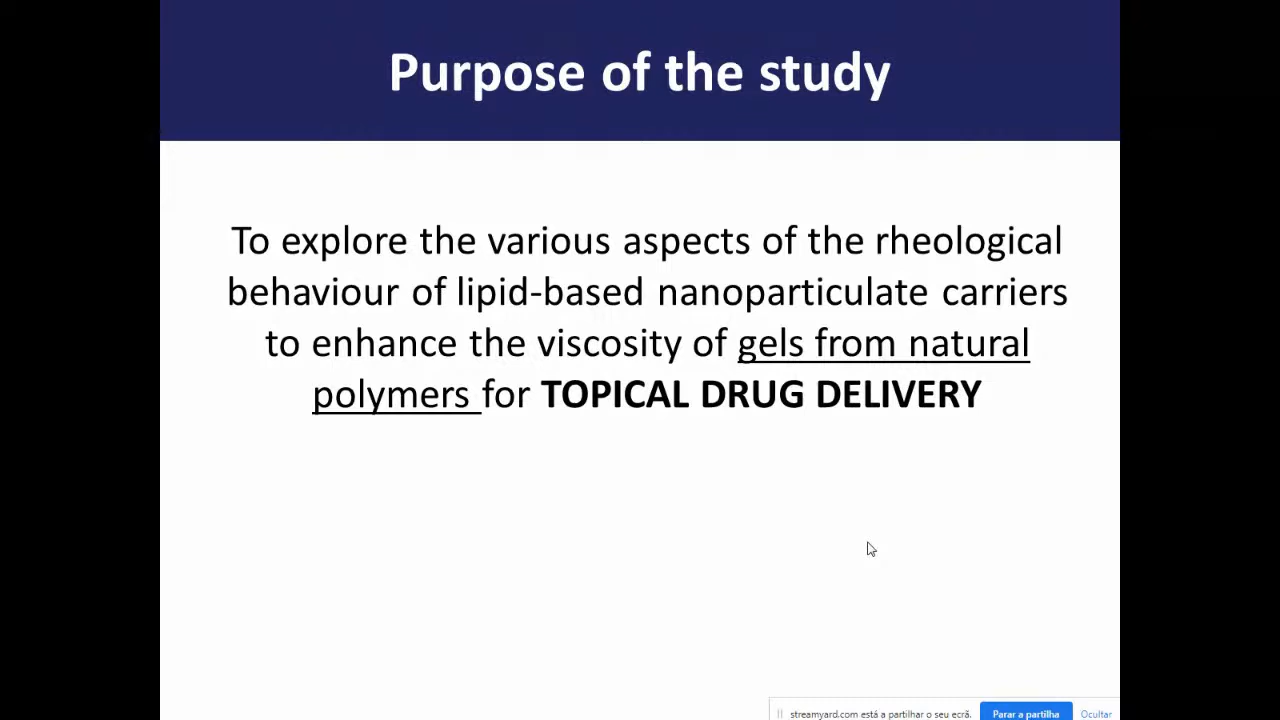 Purpose of the study
To explore the various aspects of the rheological
behaviour of lipid-based nanoparticulate carriers
to enhance the viscosity of gels from natural
polymers for TOPICAL DRUG DELIVERY
streamyard.com está a partilhar o seu ecrã. Parar a partilha Ocultar